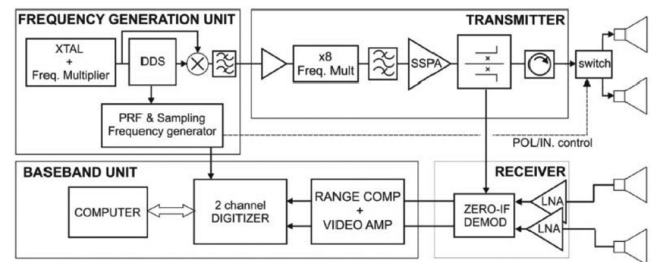 FREQUENCY GENERATION UNIT
TRANSMITTER
XTAL
+
Freq. Multiplier
DDS
x8
Freq. Mult
SSPA
switch
PRF & Sampling
Frequency generator
POL/IN. control
BASEBAND UNIT
RECEIVER
COMPUTER
2 channel
DIGITIZER
RANGE COMP
+
VIDEO AMP
ZERO-IF
DEMOD
LNA
LNA